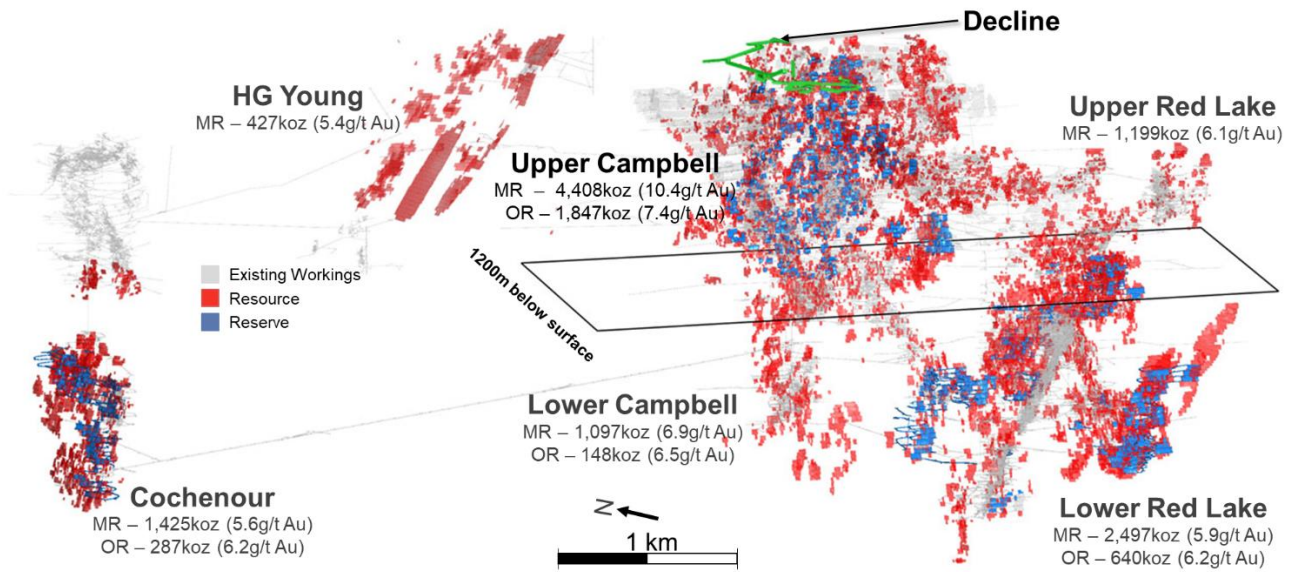 Decline
HG Young
MR – 427koz (5.4g/t Au)
Upper Red Lake
MR – 1,199koz (6.1g/t Au)
Upper Campbell
MR – 4,408koz (10.4g/t Au)
OR – 1,847koz (7.4g/t Au)
Existing Workings
Resource
Reserve
1200m below surface
Lower Campbell
MR – 1,097koz (6.9g/t Au)
OR – 148koz (6.5g/t Au)
Cochenour
MR – 1,425koz (5.6g/t Au)
OR – 287koz (6.2g/t Au)
N
1 km
Lower Red Lake
MR – 2,497koz (5.9g/t Au)
OR – 640koz (6.2g/t Au)